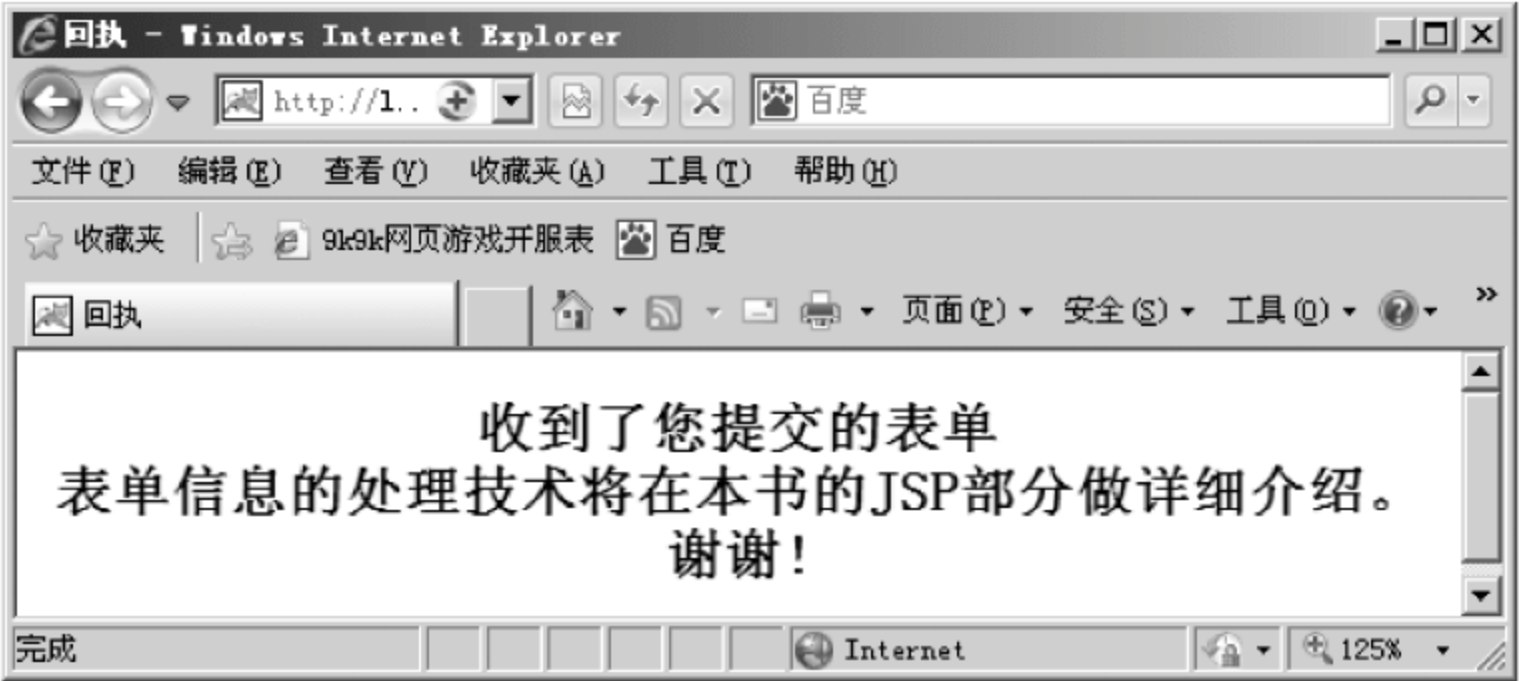 回执 - Windows Internet Explorer
http://l.. 百度
文件(F) 编辑(E) 查看(V) 收藏夹(A) 工具(T) 帮助(H)
收藏夹 9k9k网页游戏开服表 百度
回执 页面(P) 安全(S) 工具(O) »
收到了您提交的表单
表单信息的处理技术将在本书的JSP部分做详细介绍。
谢谢！
完成 Internet 125%